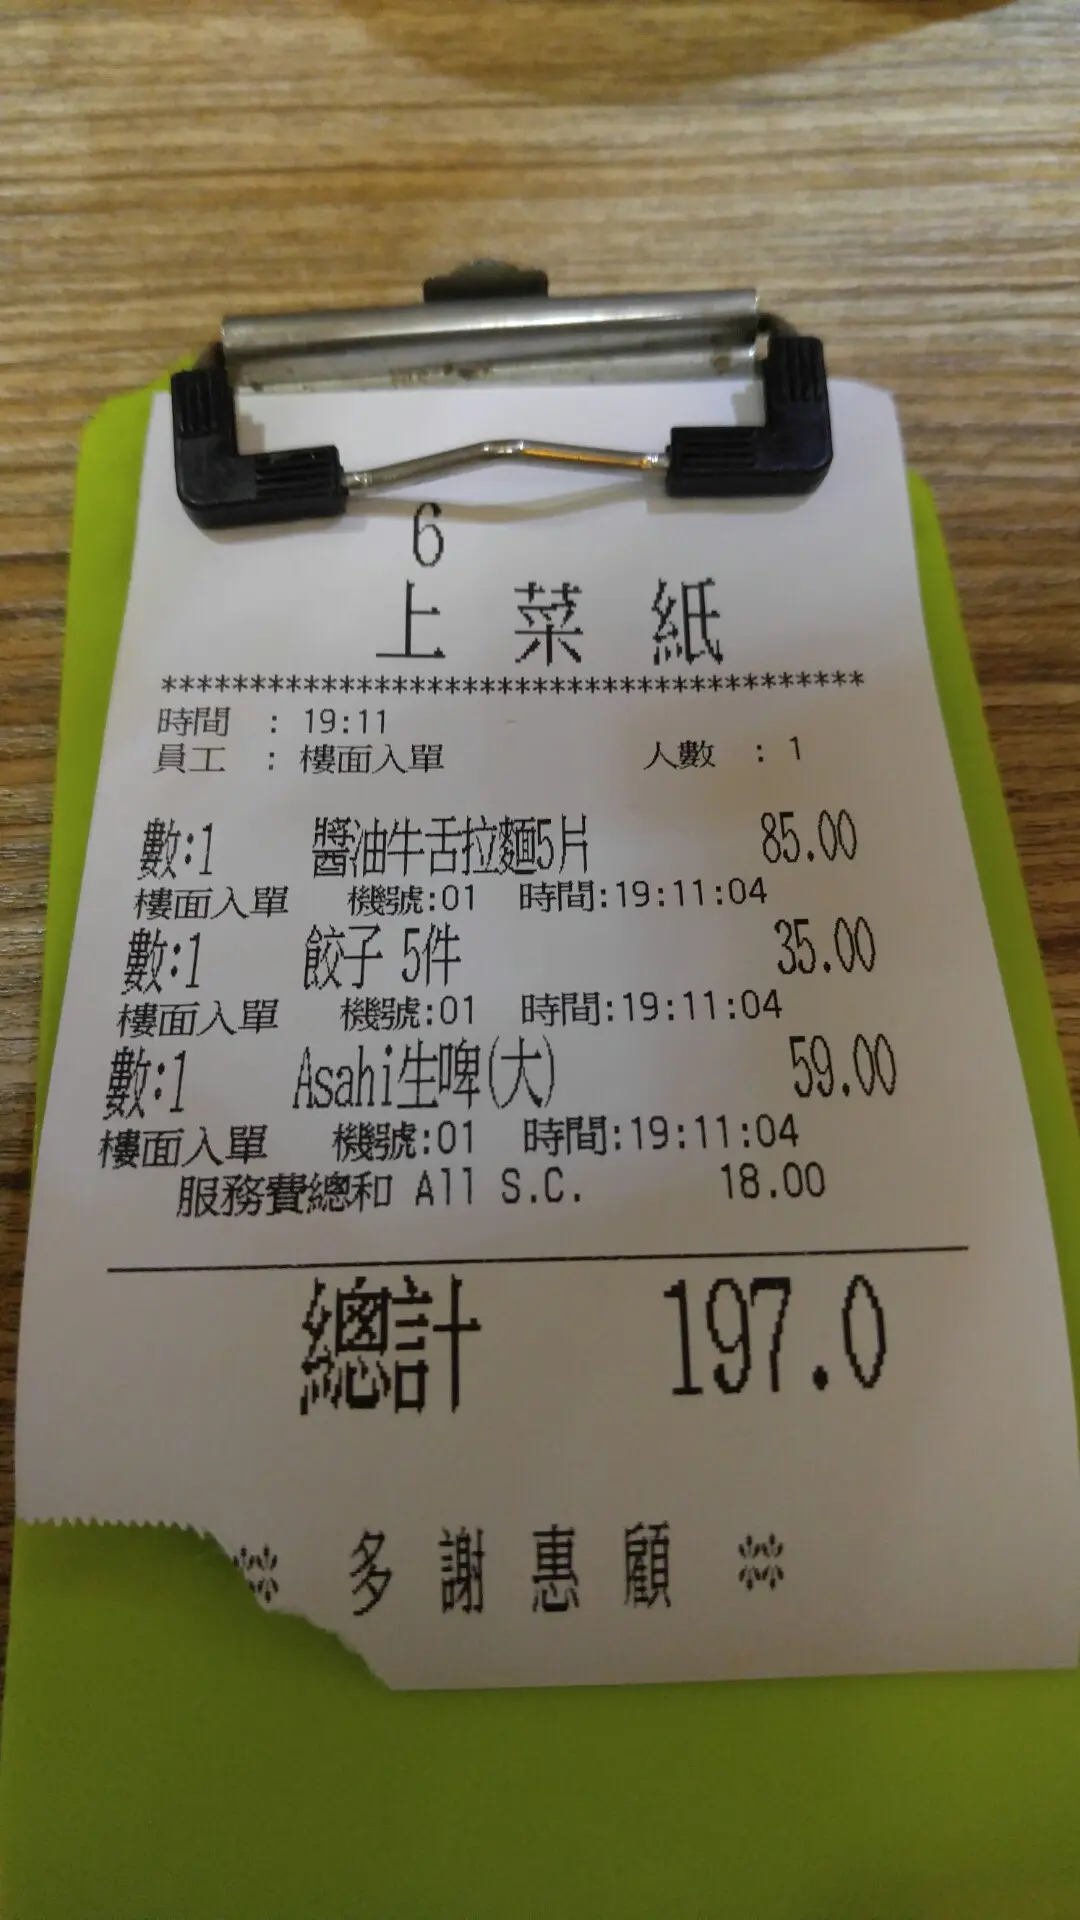 6
上菜紙
****************************************
時間 : 19:11
員工 : 樓面入單 人數 : 1
數:1 醬油牛舌拉麵5片 85.00
樓面入單 機號:01 時間:19:11:04
數:1 餃子 5件 35.00
樓面入單 機號:01 時間:19:11:04
數:1 Asahi生啤(大) 59.00
樓面入單 機號:01 時間:19:11:04
服務費總和 All S.C. 18.00
總計 197.0
多謝惠顧